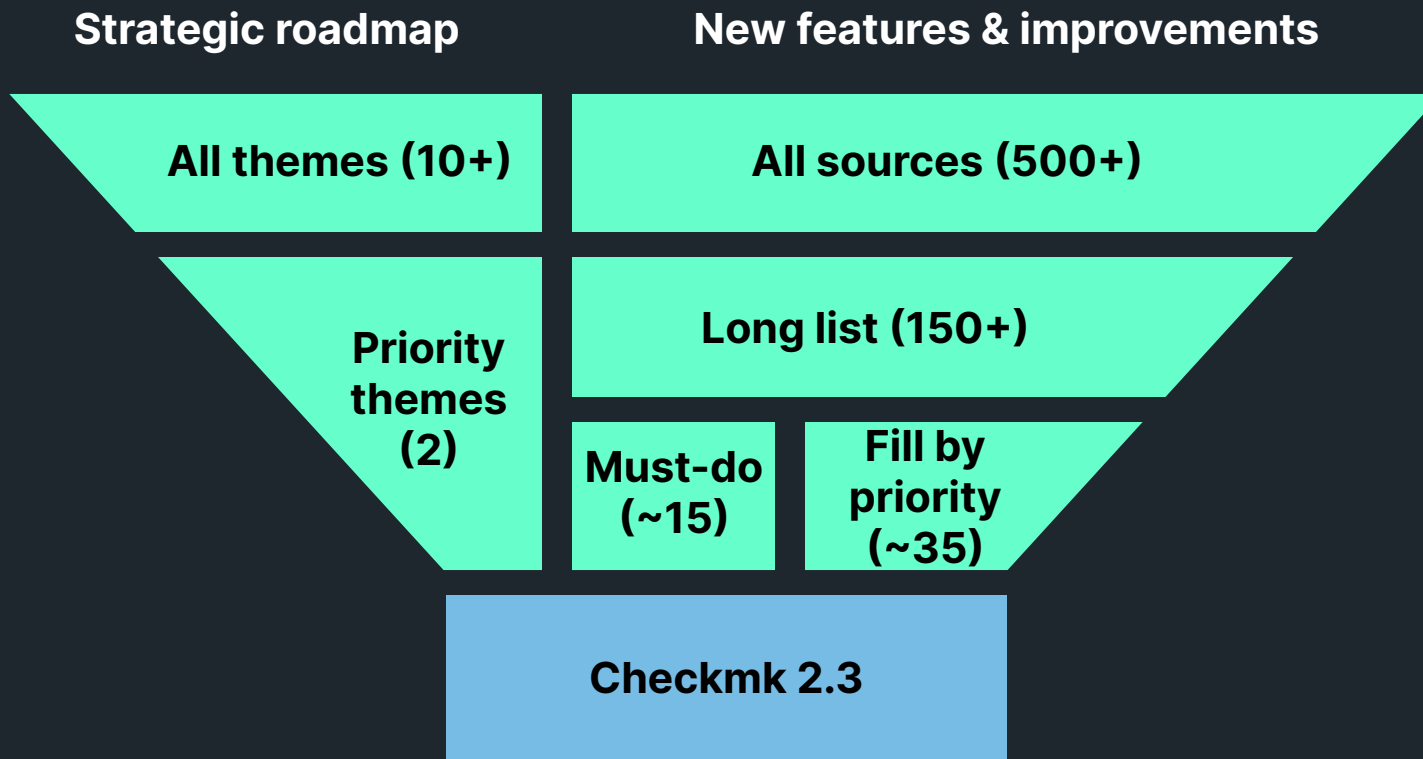 Strategic roadmap
New features & improvements
All themes (10+)
All sources (500+)
Priority
themes
(2)
Long list (150+)
Must-do
(~15)
Fill by
priority
(~35)
Checkmk 2.3